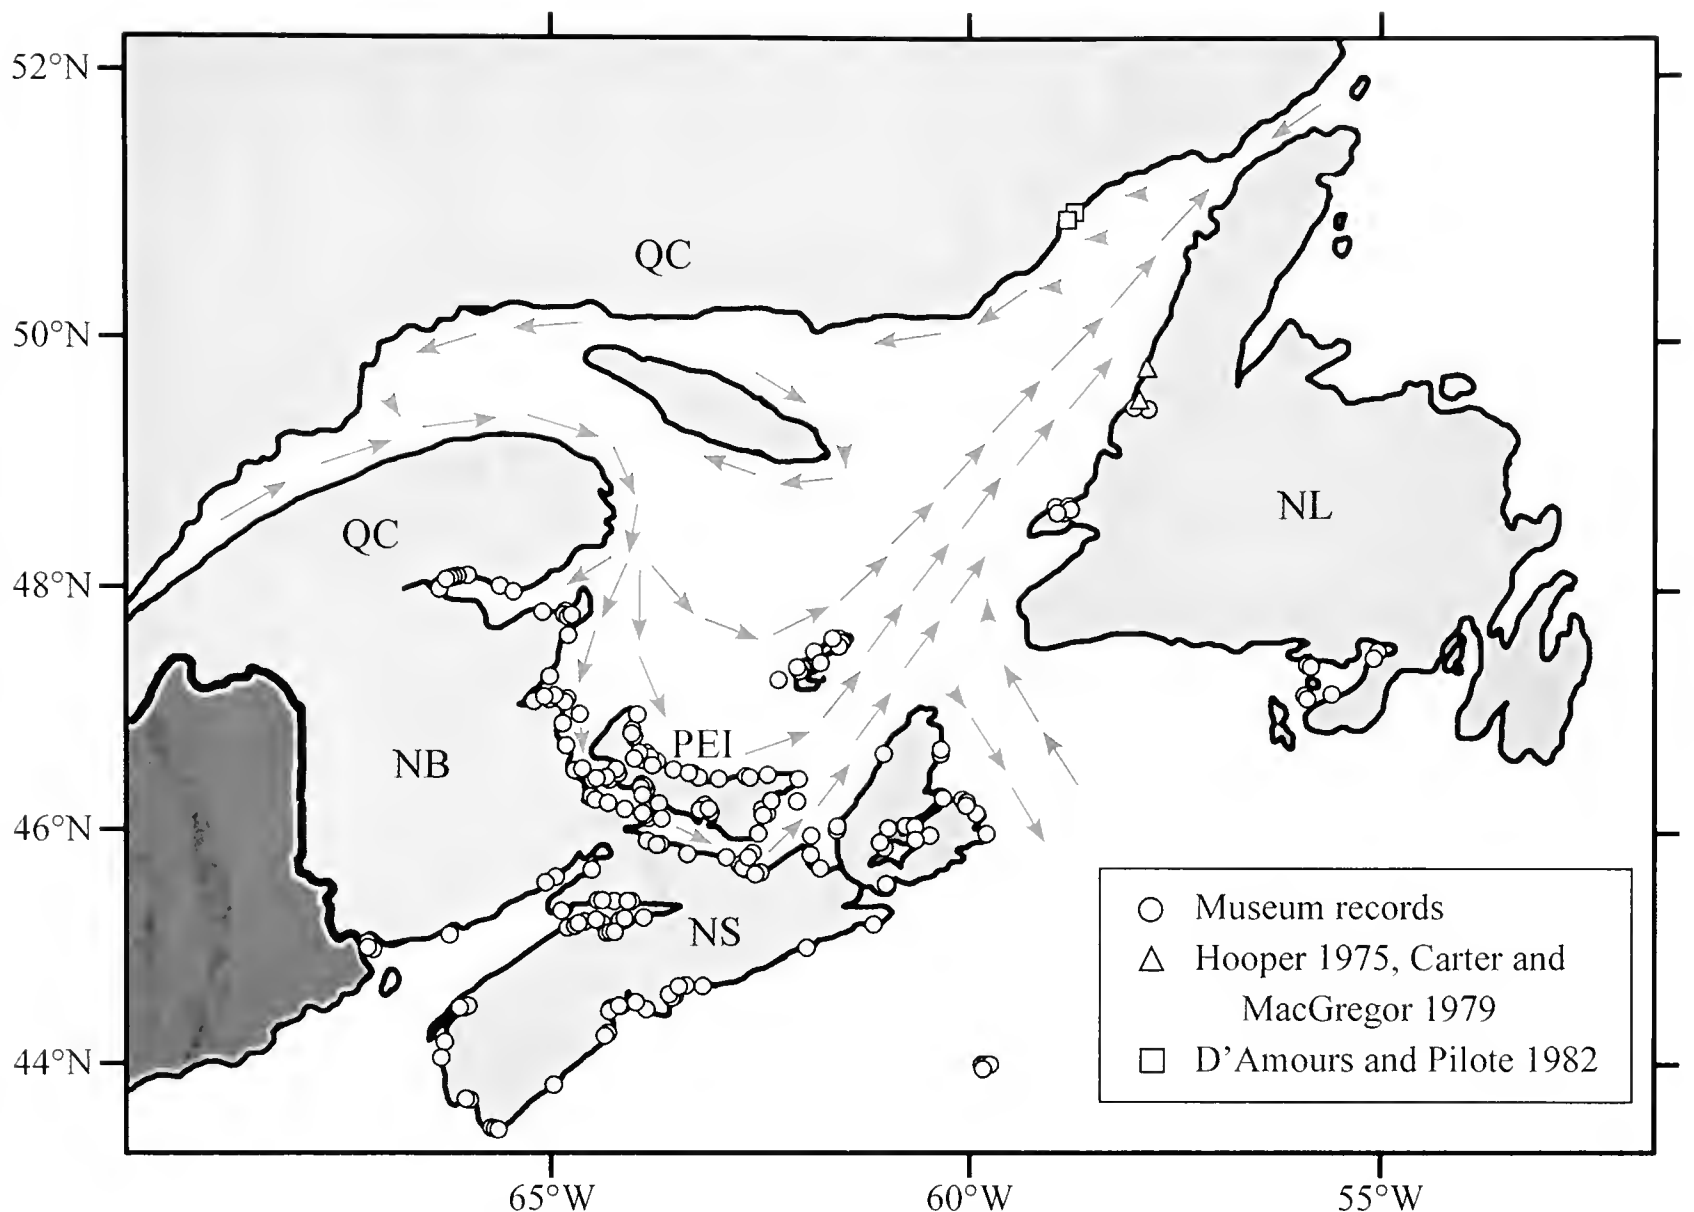 52°N
50°N
48°N
46°N
44°N
65°W
60°W
55°W
QC
QC
NL
NB
PEI
NS
Museum records
Hooper 1975, Carter and
MacGregor 1979
D'Amours and Pilote 1982